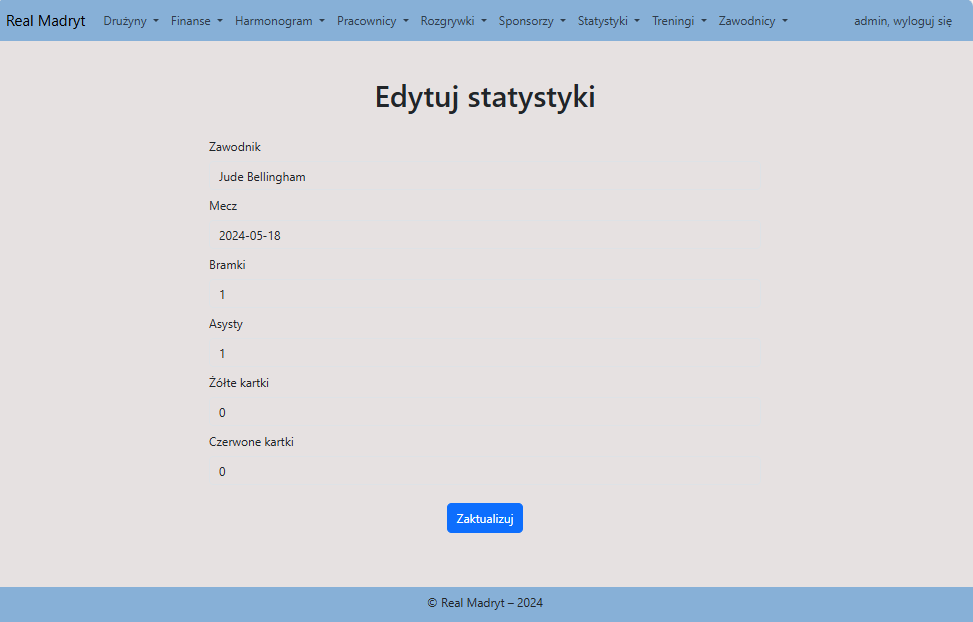 Real Madryt Drużyny Finanse Harmonogram Pracownicy Rozgrywki Sponsorzy Statystyki Treningi Zawodnicy admin, wyloguj się
Edytuj statystyki
Zawodnik
Jude Bellingham
Mecz
2024-05-18
Bramki
1
Asysty
1
Żółte kartki
0
Czerwone kartki
0
Zaktualizuj
© Real Madryt – 2024